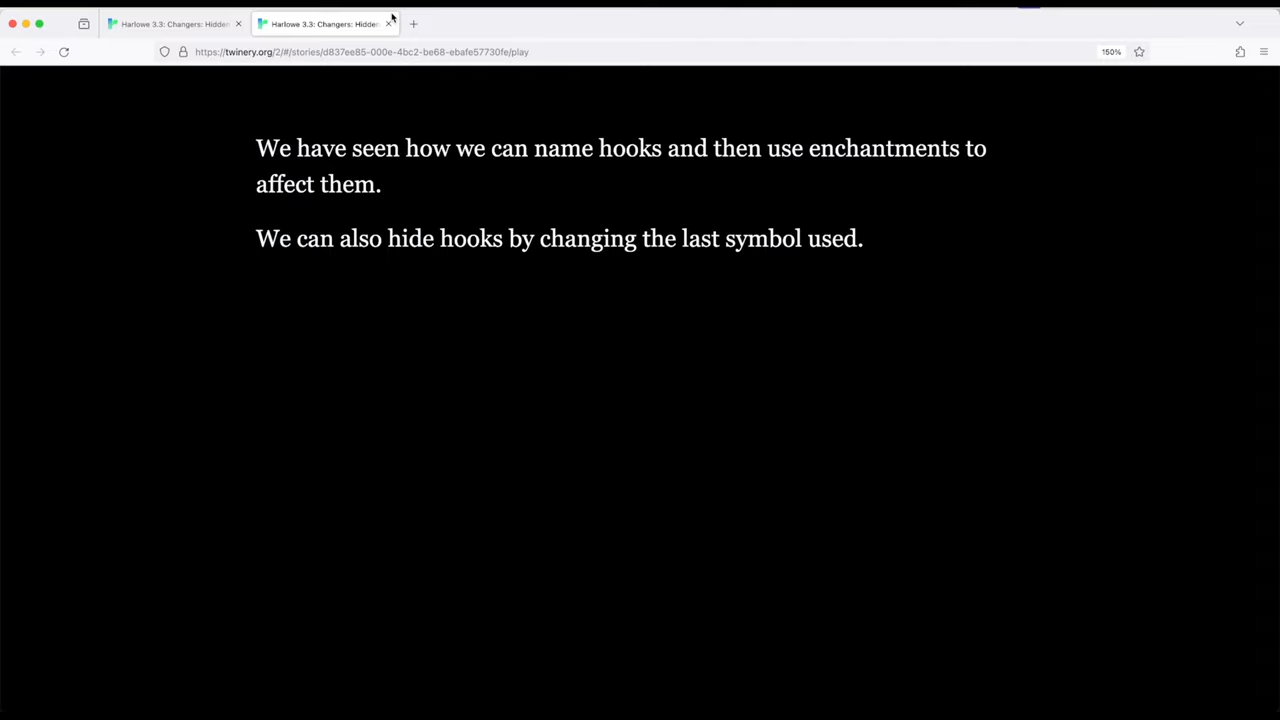 Harlowe 3.3: Changers: Hidden
Harlowe 3.3: Changers: Hidden
https://twinery.org/2/#/stories/d837ee85-000e-4bc2-be68-ebafe57730fe/play
150%
We have seen how we can name hooks and then use enchantments to
affect them.
We can also hide hooks by changing the last symbol used.